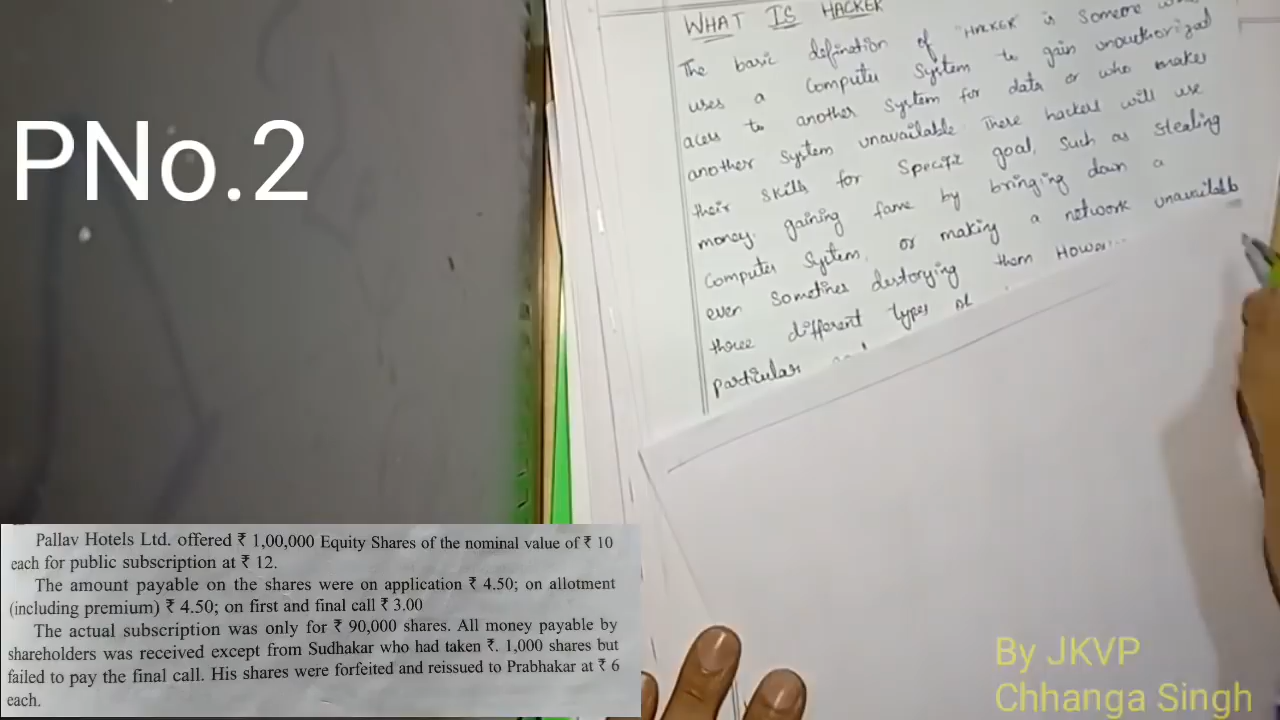 PNo.2
WHAT IS HACKER
The basic defination of "HACKER" is someone
uses a Computer System to gain unauthorized
acess to another System for data or who makes
another System unavailable These hackers will use
their skills for Specific goal, such as stealing
money, gaining fame by bringing down a
Computer System, or making a network unavailable
even Sometimes destorying them
three different types
particular
Pallav Hotels Ltd. offered ₹ 1,00,000 Equity Shares of the nominal value of ₹ 10
each for public subscription at ₹ 12.
The amount payable on the shares were on application ₹ 4.50; on allotment
(including premium) ₹ 4.50; on first and final call ₹ 3.00
The actual subscription was only for ₹ 90,000 shares. All money payable by
shareholders was received except from Sudhakar who had taken ₹. 1,000 shares but
failed to pay the final call. His shares were forfeited and reissued to Prabhakar at ₹ 6
each.
By JKVP
Chhanga Singh